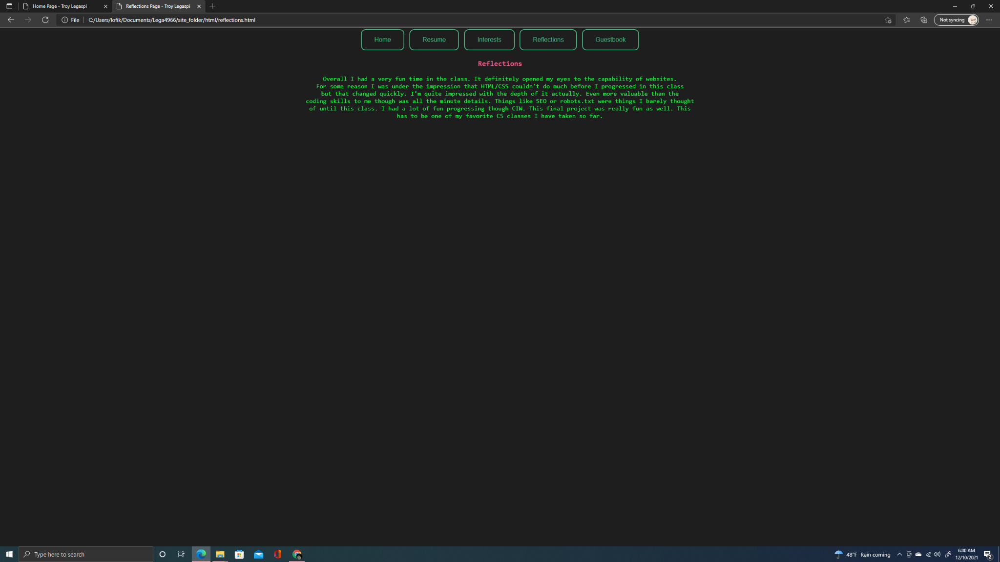 Home Page - Troy Legaspi
Reflections Page - Troy Legaspi
File
C:/Users/lofik/Documents/Lega4966/site_folder/html/reflections.html
Not syncing
Home
Resume
Interests
Reflections
Guestbook
Reflections
Overall I had a very fun time in the class. It definitely opened my eyes to the capability of websites.
For some reason I was under the impression that HTML/CSS couldn't do much before I progressed in this class
but that changed quickly. I'm quite impressed with the depth of it actually. Even more valuable than the
coding skills to me though was all the minute details. Things like SEO or robots.txt were things I barely thought
of until this class. I had a lot of fun progressing though CIW. This final project was really fun as well. This
has to be one of my favorite CS classes I have taken so far.
Type here to search
48°F Rain coming
6:00 AM
12/10/2021
2